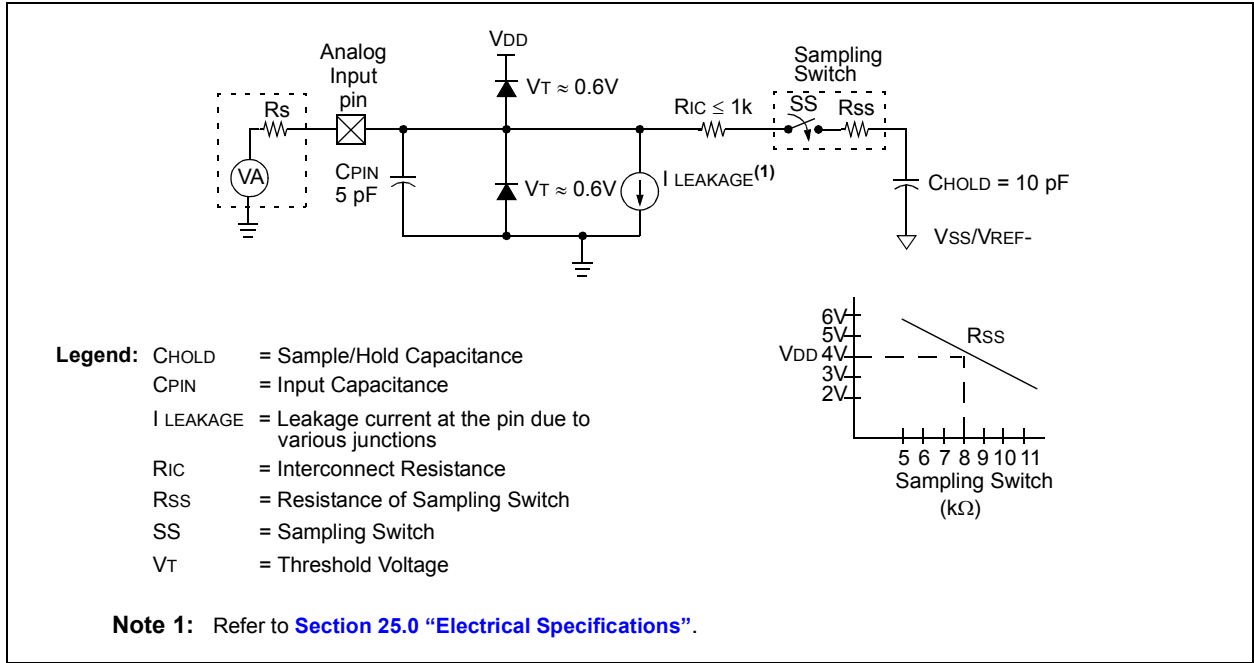 VDD
Analog
Input
pin
Sampling
Switch
VT ≈ 0.6V
RIC ≤ 1k
SS
Rss
Rs
VA
CPIN
5 pF
VT ≈ 0.6V
I LEAKAGE(1)
CHOLD = 10 pF
VSS/VREF-
Legend: CHOLD = Sample/Hold Capacitance
CPIN = Input Capacitance
I LEAKAGE = Leakage current at the pin due to
various junctions
RIC = Interconnect Resistance
RSS = Resistance of Sampling Switch
SS = Sampling Switch
VT = Threshold Voltage
6V
5V
VDD 4V
3V
2V
RSS
5 6 7 8 9 10 11
Sampling Switch
(kΩ)
Note 1: Refer to Section 25.0 “Electrical Specifications”.